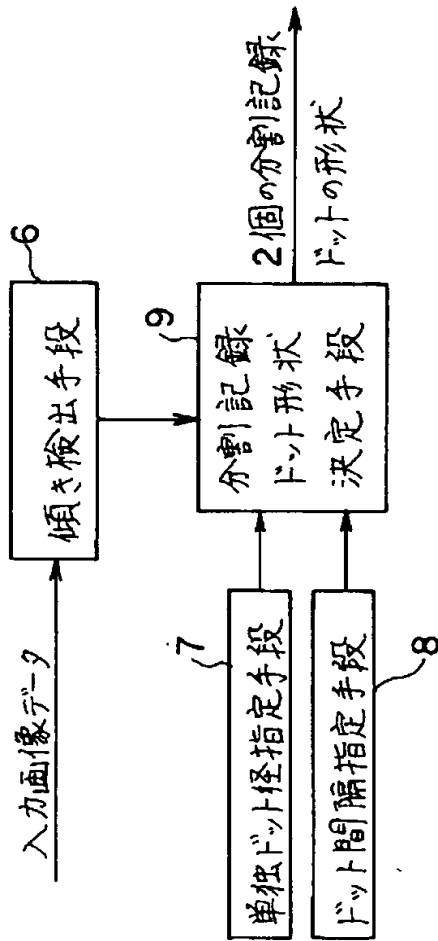 入力画像データ
6
傾き検出手段
7
単独ドット径指定手段
8
ドット間隔指定手段
9
分割記録
ドット形状
決定手段
2個の分割記録
ドットの形状